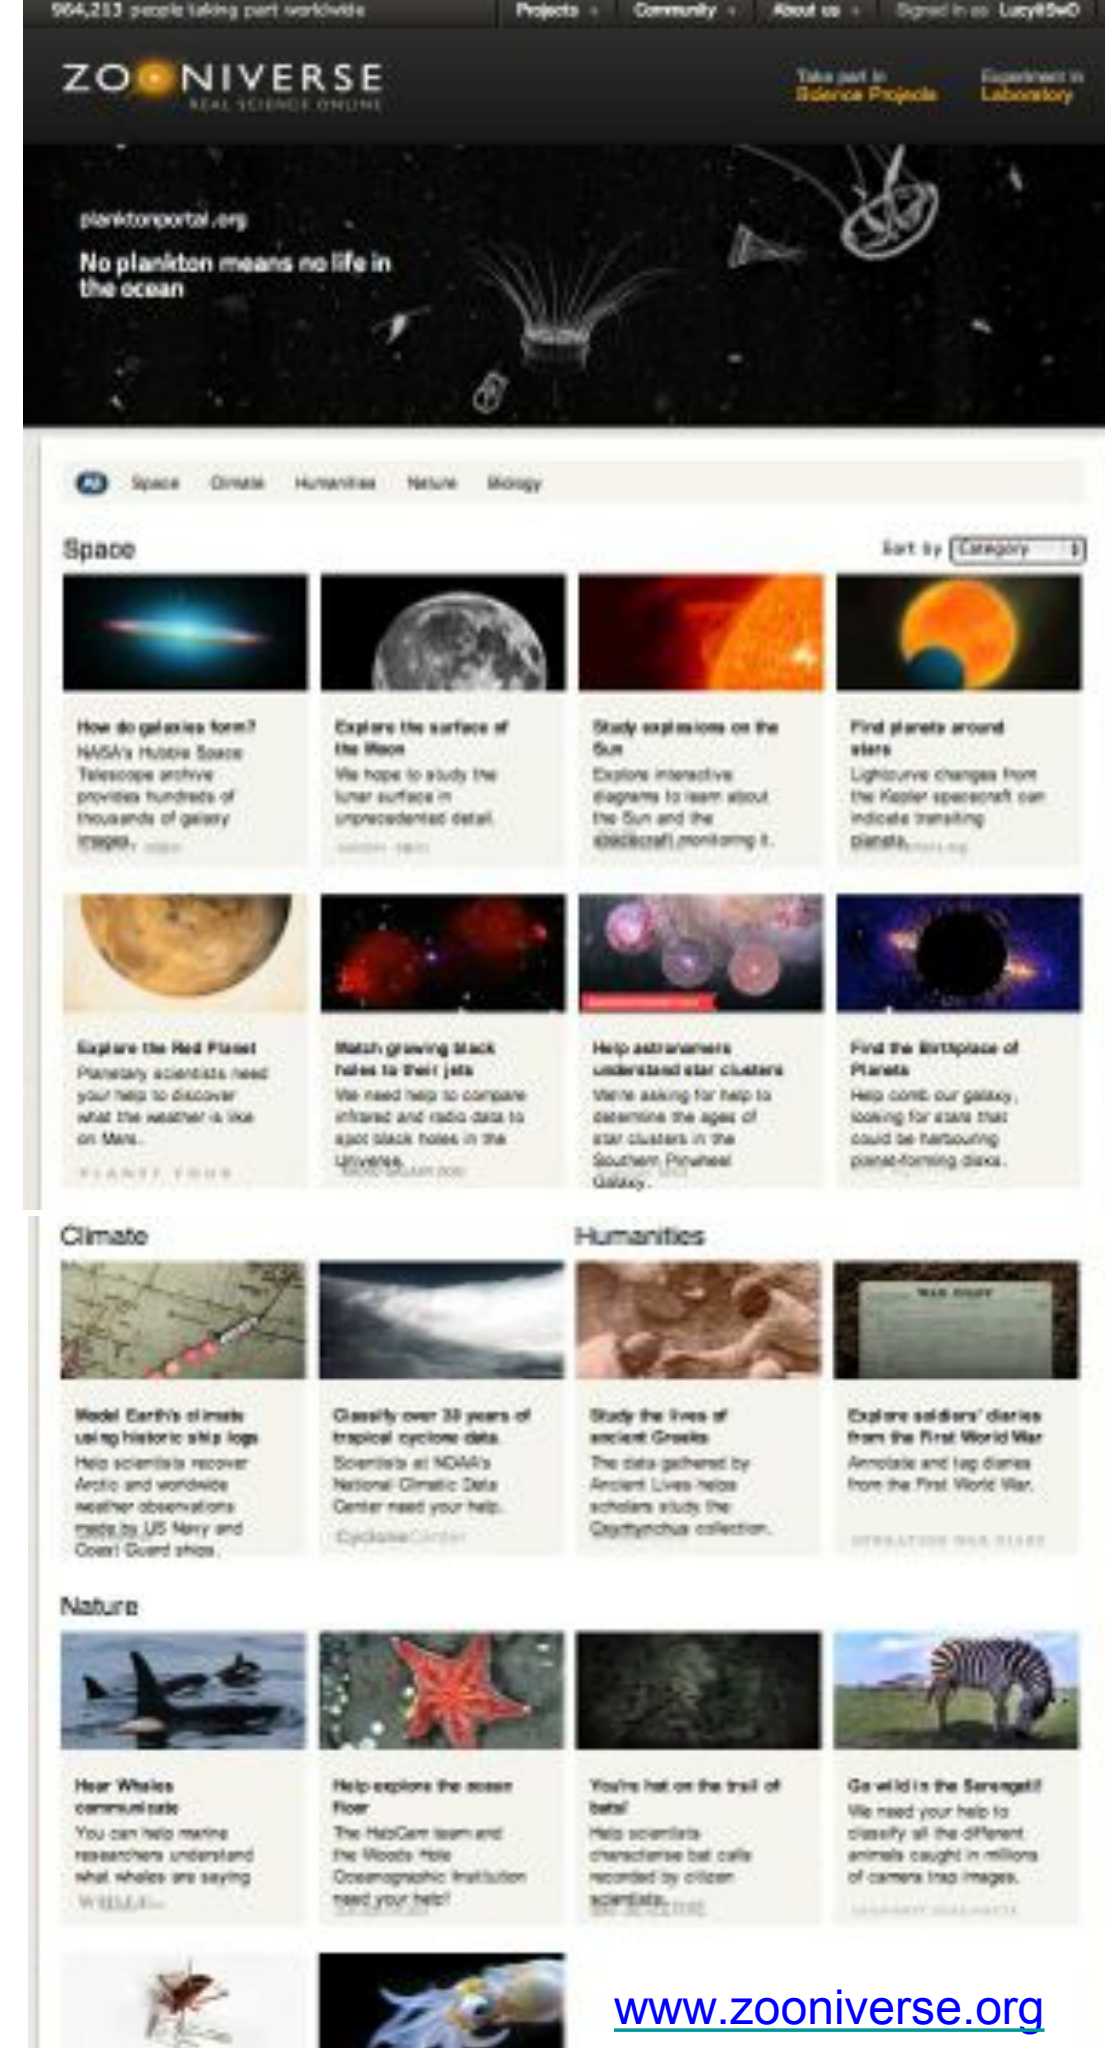 964,213 people taking part worldwide
Projects
Community
About us
Signed in as
ZOONIVERSE
REAL SCIENCE ONLINE
Take part in
Science Projects
Experiment in
Laboratory
planktonportal.org
No plankton means no life in
the ocean
All Space Climate Humanities Nature Biology
Space
Sort by Category
How do galaxies form?
NASA's Hubble Space
Telescope archive
provides hundreds of
thousands of galaxy
images.
Explore the surface of
the Moon
We hope to study the
lunar surface in
unprecedented detail.
Study explosions on the
Sun
Explore interactive
diagrams to learn about
the Sun and the
spacecraft monitoring it.
Find planets around
stars
Lightcurve changes from
the Kepler spacecraft can
indicate transiting
planets.
Explore the Red Planet
Planetary scientists need
your help to discover
what the weather is like
on Mars.
PLANET FOUR
Match growing black
holes to their jets
We need help to compare
infrared and radio data to
spot black holes in the
Universe.
Help astronomers
understand star clusters
We're asking for help to
determine the ages of
star clusters in the
Southern Pinwheel
Galaxy.
Find the Birthplace of
Planets
Help comb our galaxy,
looking for stars that
could be harbouring
planet-forming disks.
Climate
Humanities
Model Earth's climate
using historic ship logs
Help scientists recover
Arctic and worldwide
weather observations
made by US Navy and
Coast Guard ships.
Classify over 30 years of
tropical cyclone data
Scientists at NOAA's
National Climatic Data
Center need your help.
CycloneCenter
Study the lives of
ancient Greeks
The data gathered by
Ancient Lives helps
scholars study the
Oxyrhynchus collection.
WAR DIARY
Explore soldiers' diaries
from the First World War
Annotate and tag diaries
from the First World War.
OPERATION WAR DIARY
Nature
Hear Whales
communicate
You can help marine
researchers understand
what whales are saying
Help explore the ocean
floor
The HabCam team and
the Woods Hole
Oceanographic Institution
need your help!
You're hot on the trail of
bats!
Help scientists
characterise bat calls
recorded by citizen
scientists.
Go wild in the Serengeti!
We need your help to
classify all the different
animals caught in millions
of camera trap images.
www.zooniverse.org